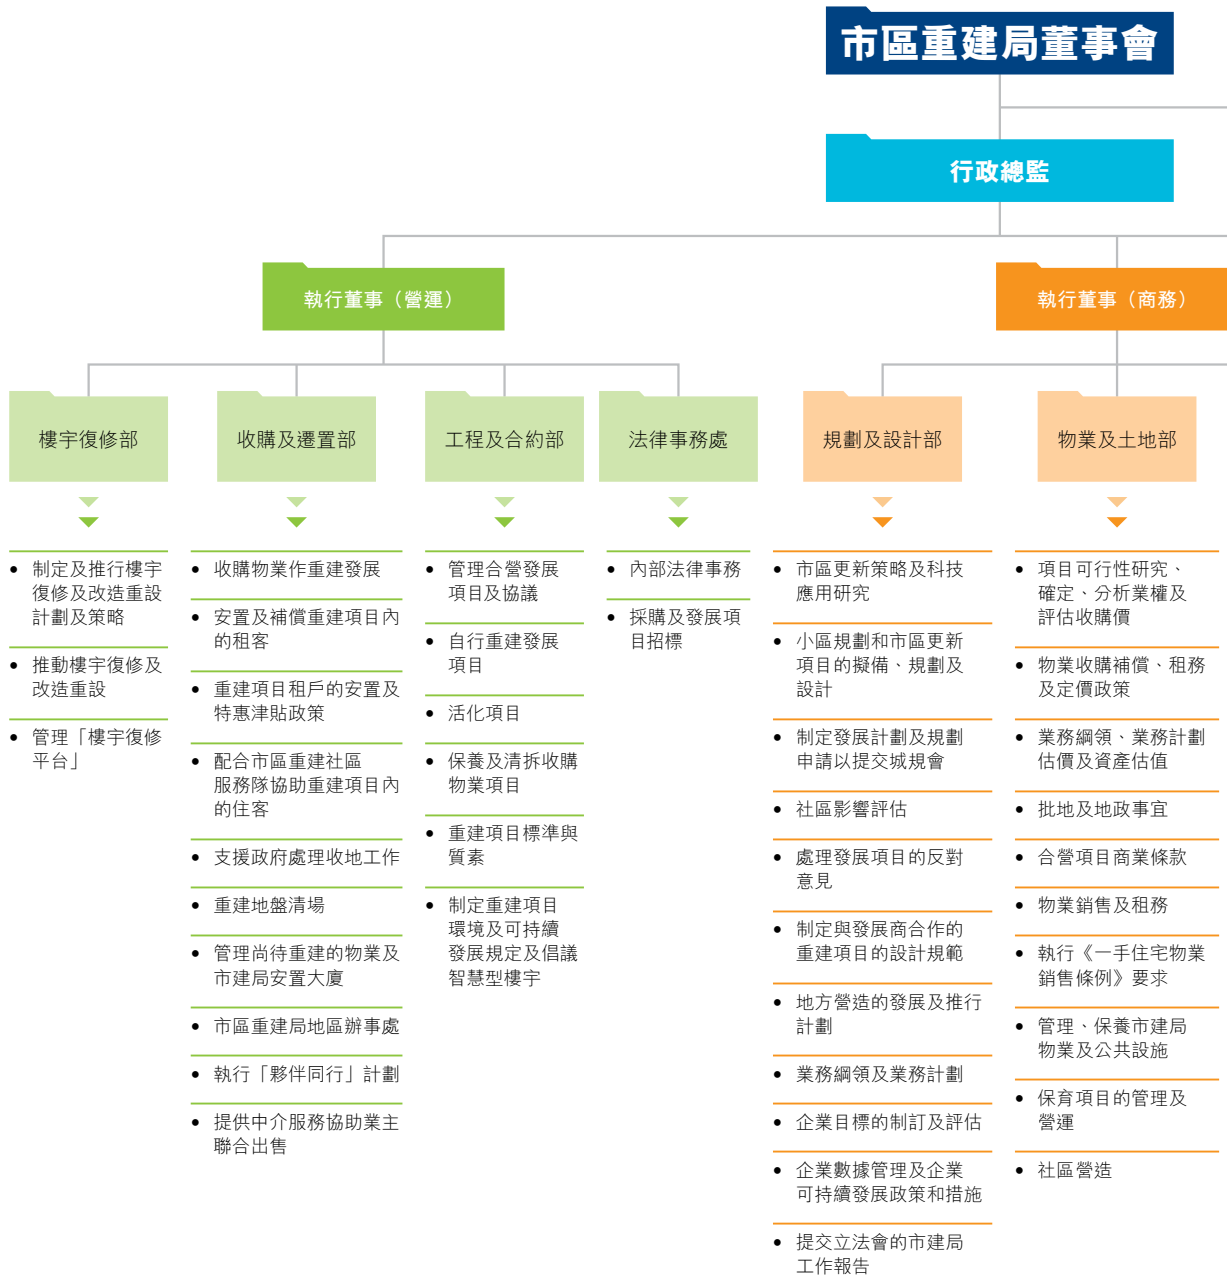 市區重建局董事會
行政總監
執行董事（營運）
執行董事（商務）
樓宇復修部
收購及遷置部
工程及合約部
法律事務處
規劃及設計部
物業及土地部
• 制定及推行樓宇
復修及改造重設
計劃及策略
• 推動樓宇復修及
改造重設
• 管理「樓宇復修
平台」
• 收購物業作重建發展
• 安置及補償重建項目內
的租客
• 重建項目租戶的安置及
特惠津貼政策
• 配合市區重建社區
服務隊協助重建項目內
的住客
• 支援政府處理收地工作
• 重建地盤清場
• 管理尚待重建的物業及
市建局安置大廈
• 市區重建局地區辦事處
• 執行「夥伴同行」計劃
• 提供中介服務協助業主
聯合出售
• 管理合營發展
項目及協議
• 自行重建發展
項目
• 活化項目
• 保養及清拆收購
物業項目
• 重建項目標準與
質素
• 制定重建項目
環境及可持續
發展規定及倡議
智慧型樓宇
• 內部法律事務
• 採購及發展項
目招標
• 市區更新策略及科技
應用研究
• 小區規劃和市區更新
項目的擬備、規劃及
設計
• 制定發展計劃及規劃
申請以提交城規會
• 社區影響評估
• 處理發展項目的反對
意見
• 制定與發展商合作的
重建項目的設計規範
• 地方營造的發展及推行
計劃
• 業務綱領及業務計劃
• 企業目標的制訂及評估
• 企業數據管理及企業
可持續發展政策和措施
• 提交立法會的市建局
工作報告
• 項目可行性研究、
確定、分析業權及
評估收購價
• 物業收購補償、租務
及定價政策
• 業務綱領、業務計劃
估價及資產估值
• 批地及地政事宜
• 合營項目商業條款
• 物業銷售及租務
• 執行《一手住宅物業
銷售條例》要求
• 管理、保養市建局
物業及公共設施
• 保育項目的管理及
營運
• 社區營造